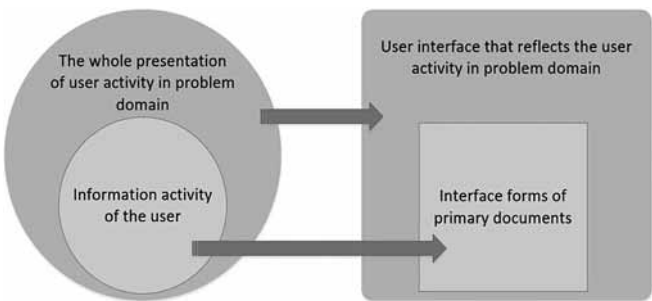 The whole presentation
of user activity in problem
domain
Information activity
of the user
User interface that reflects the user
activity in problem domain
Interface forms of
primary documents